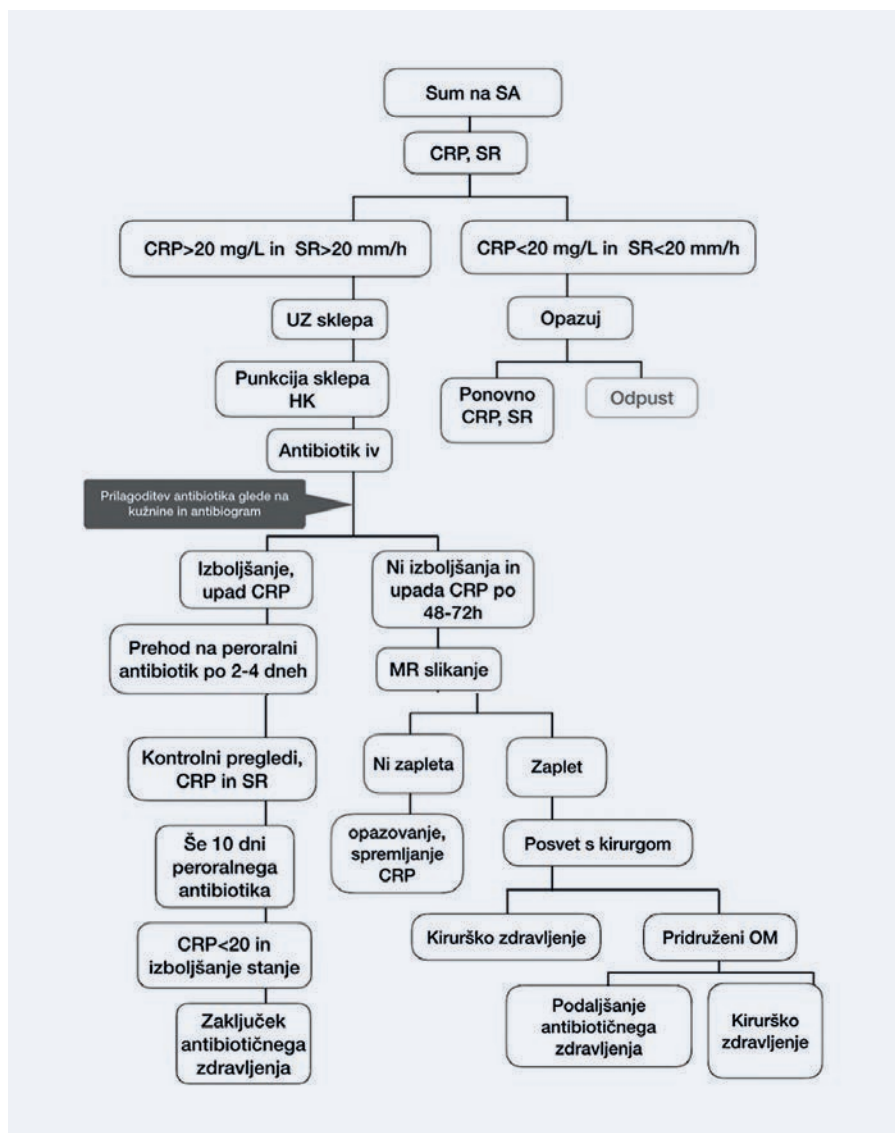 Sum na SA
CRP, SR
CRP>20 mg/L in SR>20 mm/h
CRP<20 mg/L in SR<20 mm/h
UZ sklepa
Opazuj
Punkcija sklepa
HK
Ponovno
CRP, SR
Odpust
Antibiotik iv
Prilagoditev antibiotika glede na
kužnine in antibiogram
Izboljšanje,
upad CRP
Ni izboljšanja in
upada CRP po
48-72h
Prehod na peroralni
antibiotik po 2-4 dneh
MR slikanje
Kontrolni pregledi,
CRP in SR
Ni zapleta
Zaplet
Še 10 dni
peroralnega
antibiotika
opazovanje,
spremljanje
CRP
Posvet s kirurgom
CRP<20 in
izboljšanje stanje
Kirurško zdravljenje
Pridruženi OM
Zaključek
antibiotičnega
zdravljenja
Podaljšanje
antibiotičnega
zdravljenja
Kirurško
zdravljenje